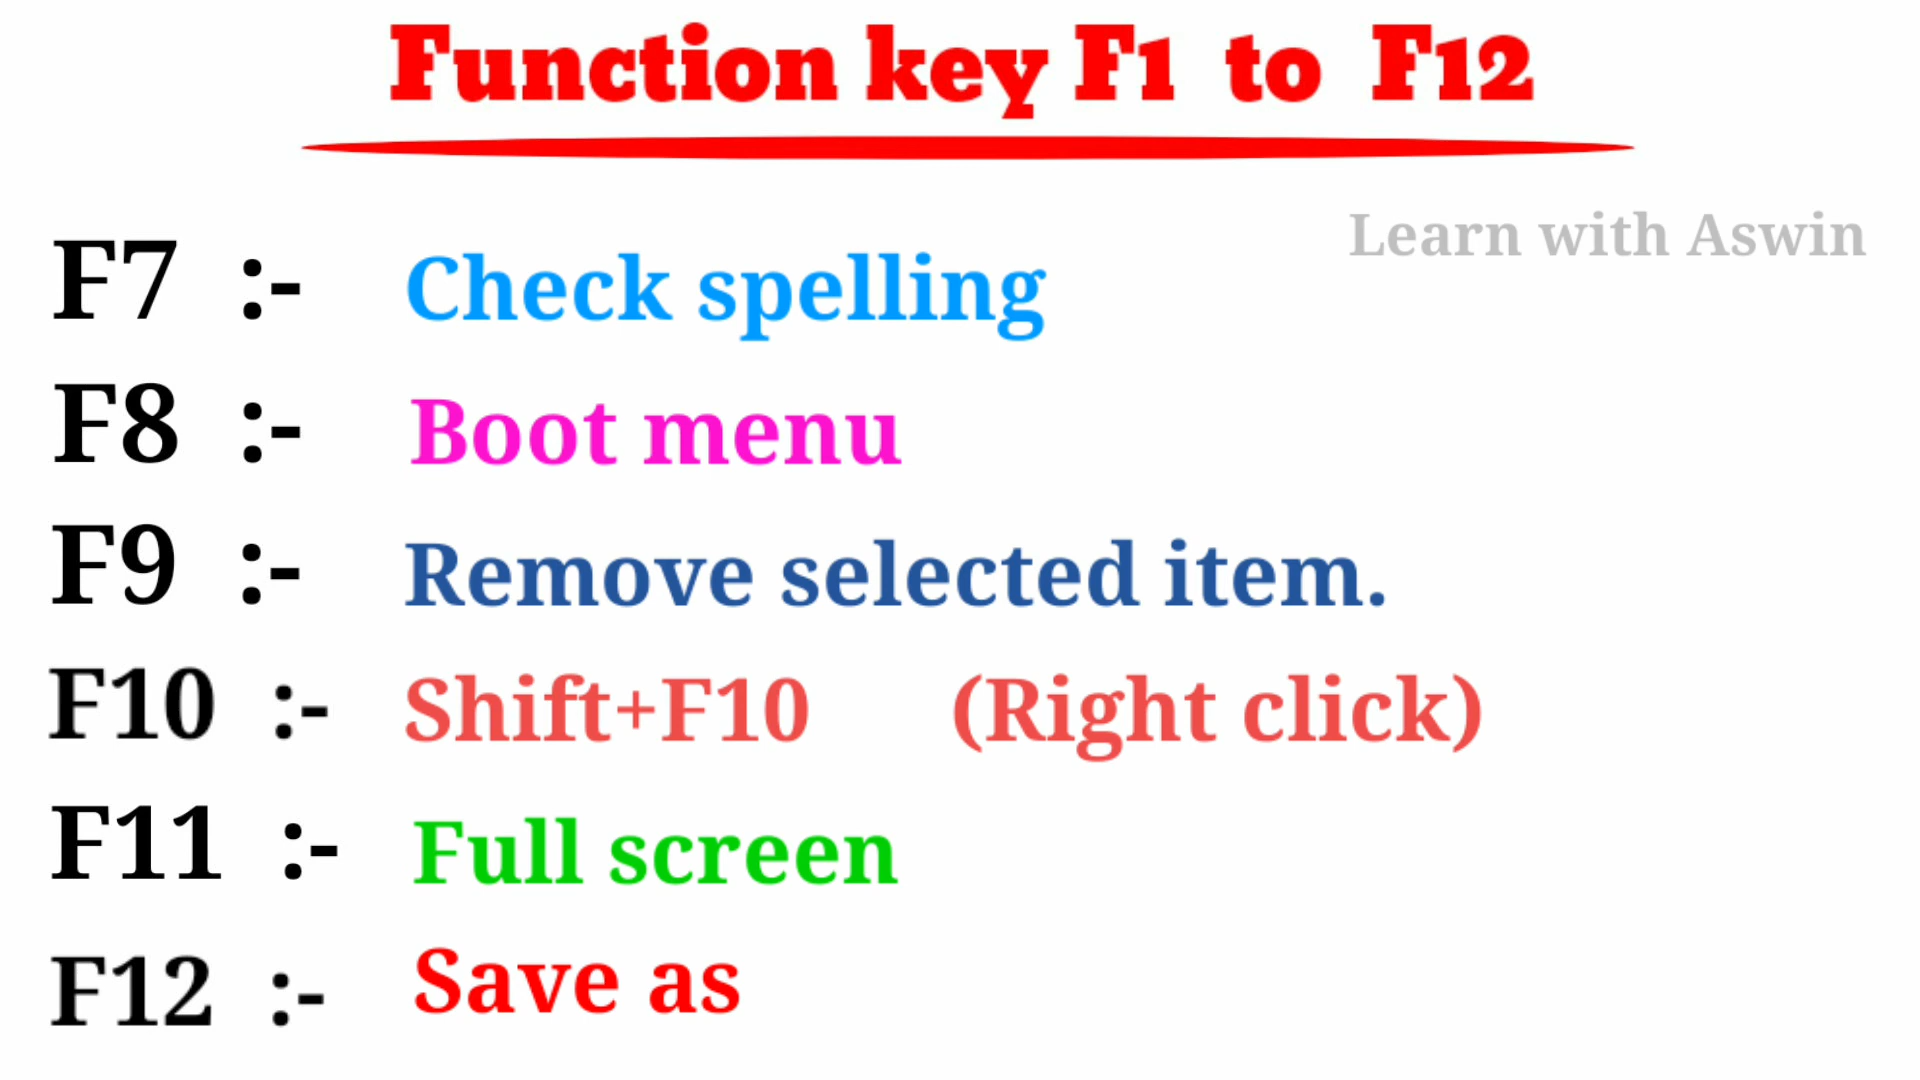 Function key F1 to F12
Learn with Aswin
F7 :- Check spelling
F8 :- Boot menu
F9 :- Remove selected item.
F10 :- Shift+F10 (Right click)
F11 :- Full screen
F12 :- Save as